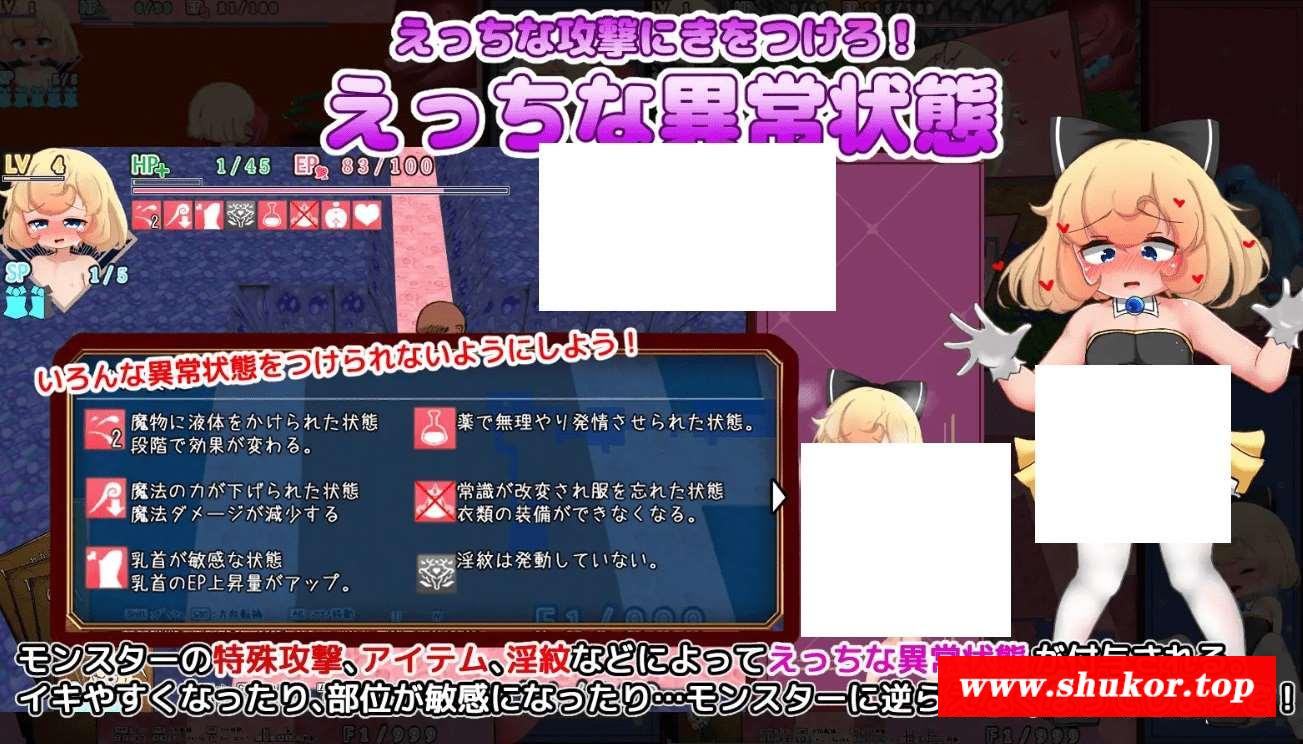 えっちな攻撃にきをつけろ！
えっちな異常状態
LV 4
HP 1/45 EP 83/100
SP 1/5
いろんな異常状態をつけられないようにしよう！
魔物に液体をかけられた状態
段階で効果が変わる。
薬で無理やり発情させられた状態。
魔法の力が下げられた状態
魔法ダメージが減少する
常識が改変され服を忘れた状態
衣類の装備ができなくなる。
乳首が敏感な状態
乳首のEP上昇量がアップ。
淫紋は発動していない。
モンスターの特殊攻撃、アイテム、淫紋などによってえっちな異常状態が付与される
イキやすくなったり、部位が敏感になったり…モンスターに逆ら
！
www.shukor.top
F1/999
F1/999